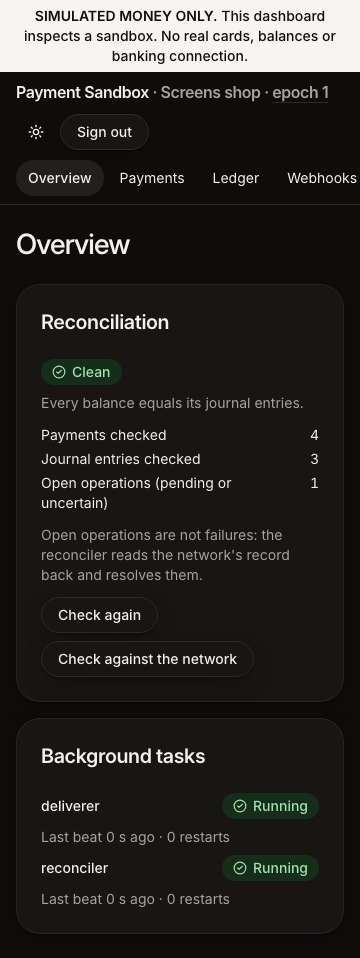 SIMULATED MONEY ONLY. This dashboard
inspects a sandbox. No real cards, balances or
banking connection.
Payment Sandbox · Screens shop · epoch 1
Sign out
Overview Payments Ledger Webhooks
Overview
Reconciliation
Clean
Every balance equals its journal entries.
Payments checked 4
Journal entries checked 3
Open operations (pending or 1
uncertain)
Open operations are not failures: the
reconciler reads the network's record
back and resolves them.
Check again
Check against the network
Background tasks
deliverer Running
Last beat 0 s ago · 0 restarts
reconciler Running
Last beat 0 s ago · 0 restarts